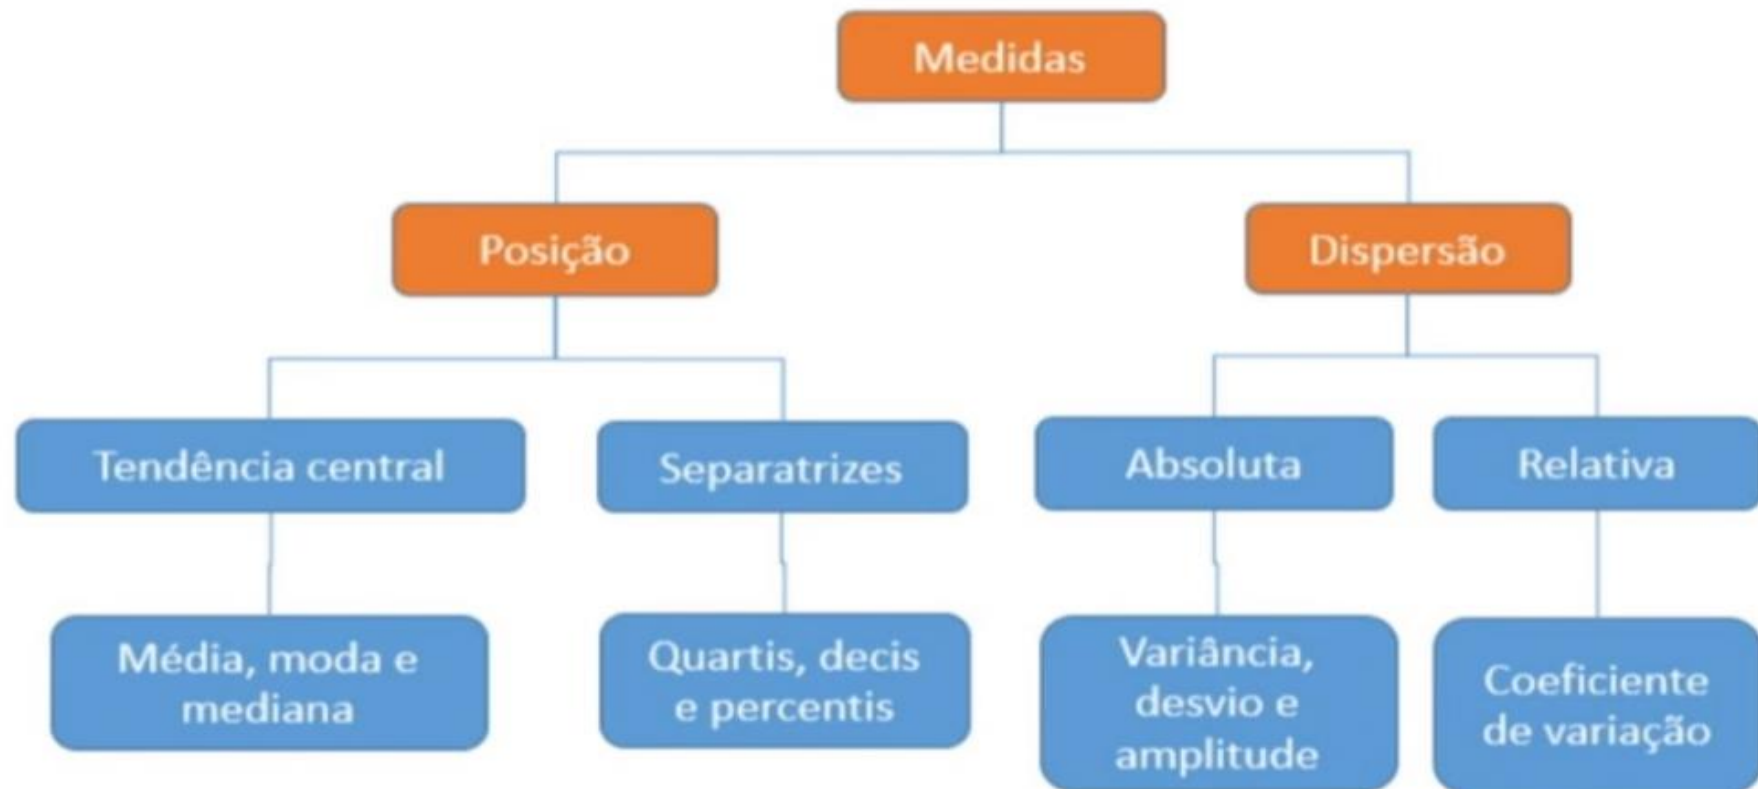 Medidas
Posição
Dispersão
Tendência central
Separatrizes
Absoluta
Relativa
Média, moda e
mediana
Quartis, decis
e percentis
Variância,
desvio e
amplitude
Coeficiente
de variação